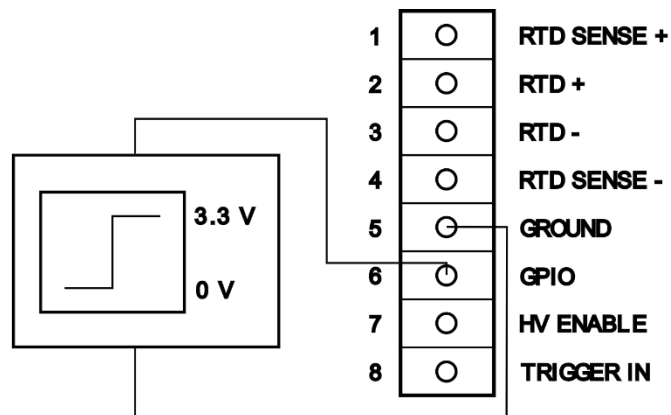 1 RTD SENSE +
2 RTD +
3 RTD -
4 RTD SENSE -
5 GROUND
6 GPIO
7 HV ENABLE
8 TRIGGER IN
3.3 V
0 V